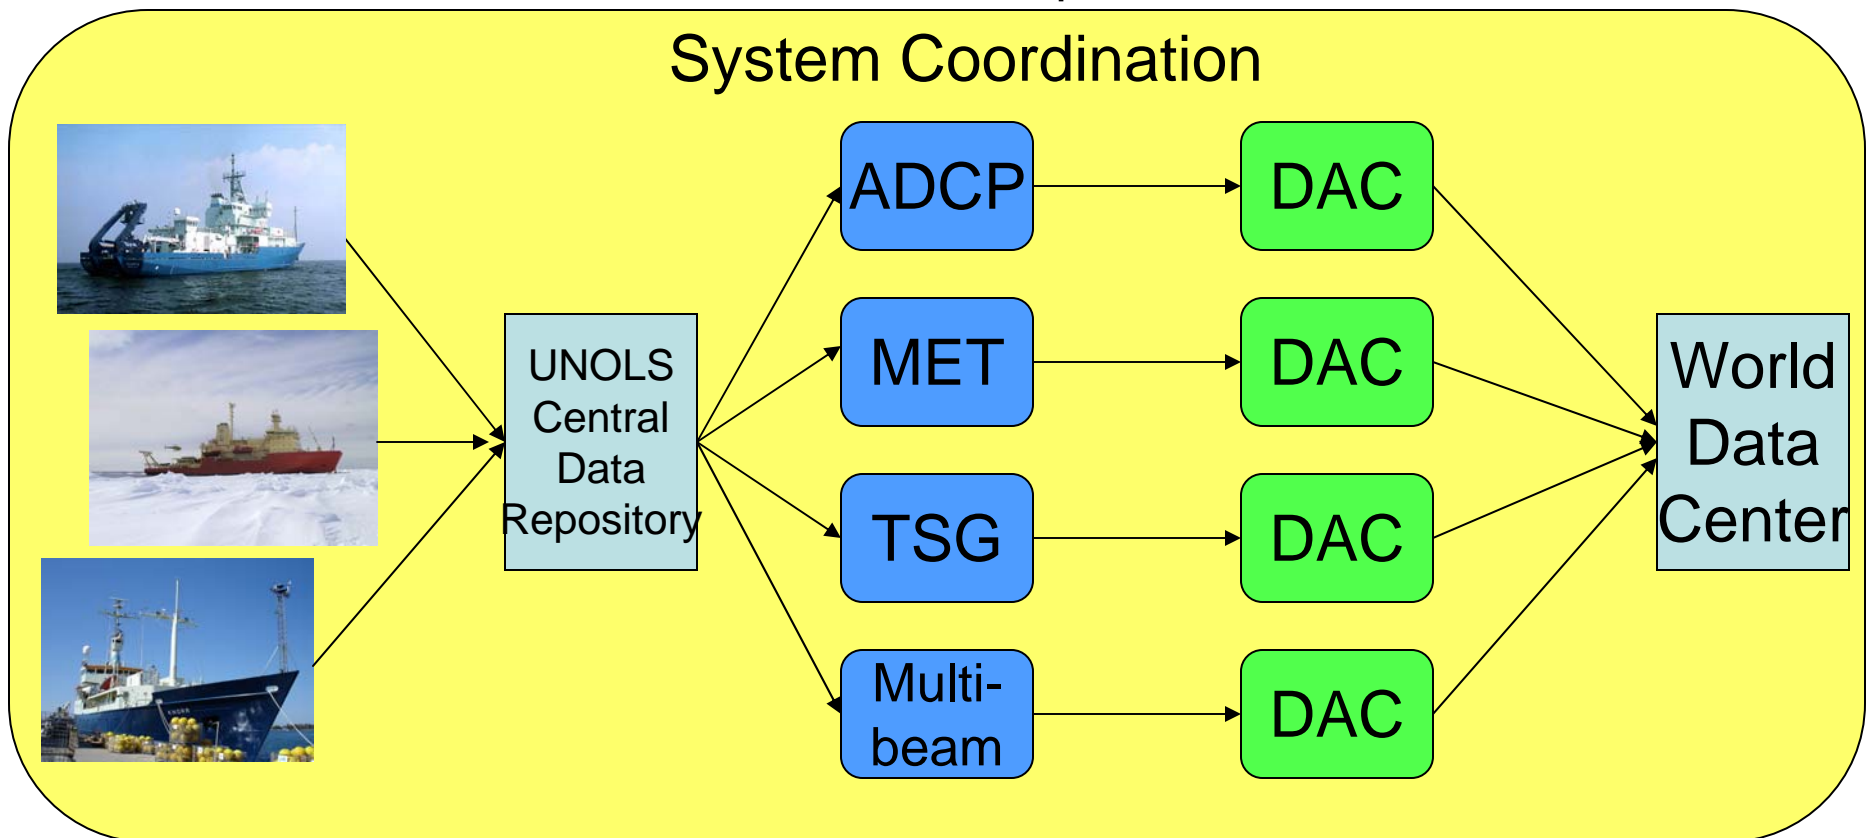 System Coordination
UNOLS
Central
Data
Repository
ADCP
DAC
MET
DAC
TSG
DAC
Multi-
beam
DAC
World
Data
Center